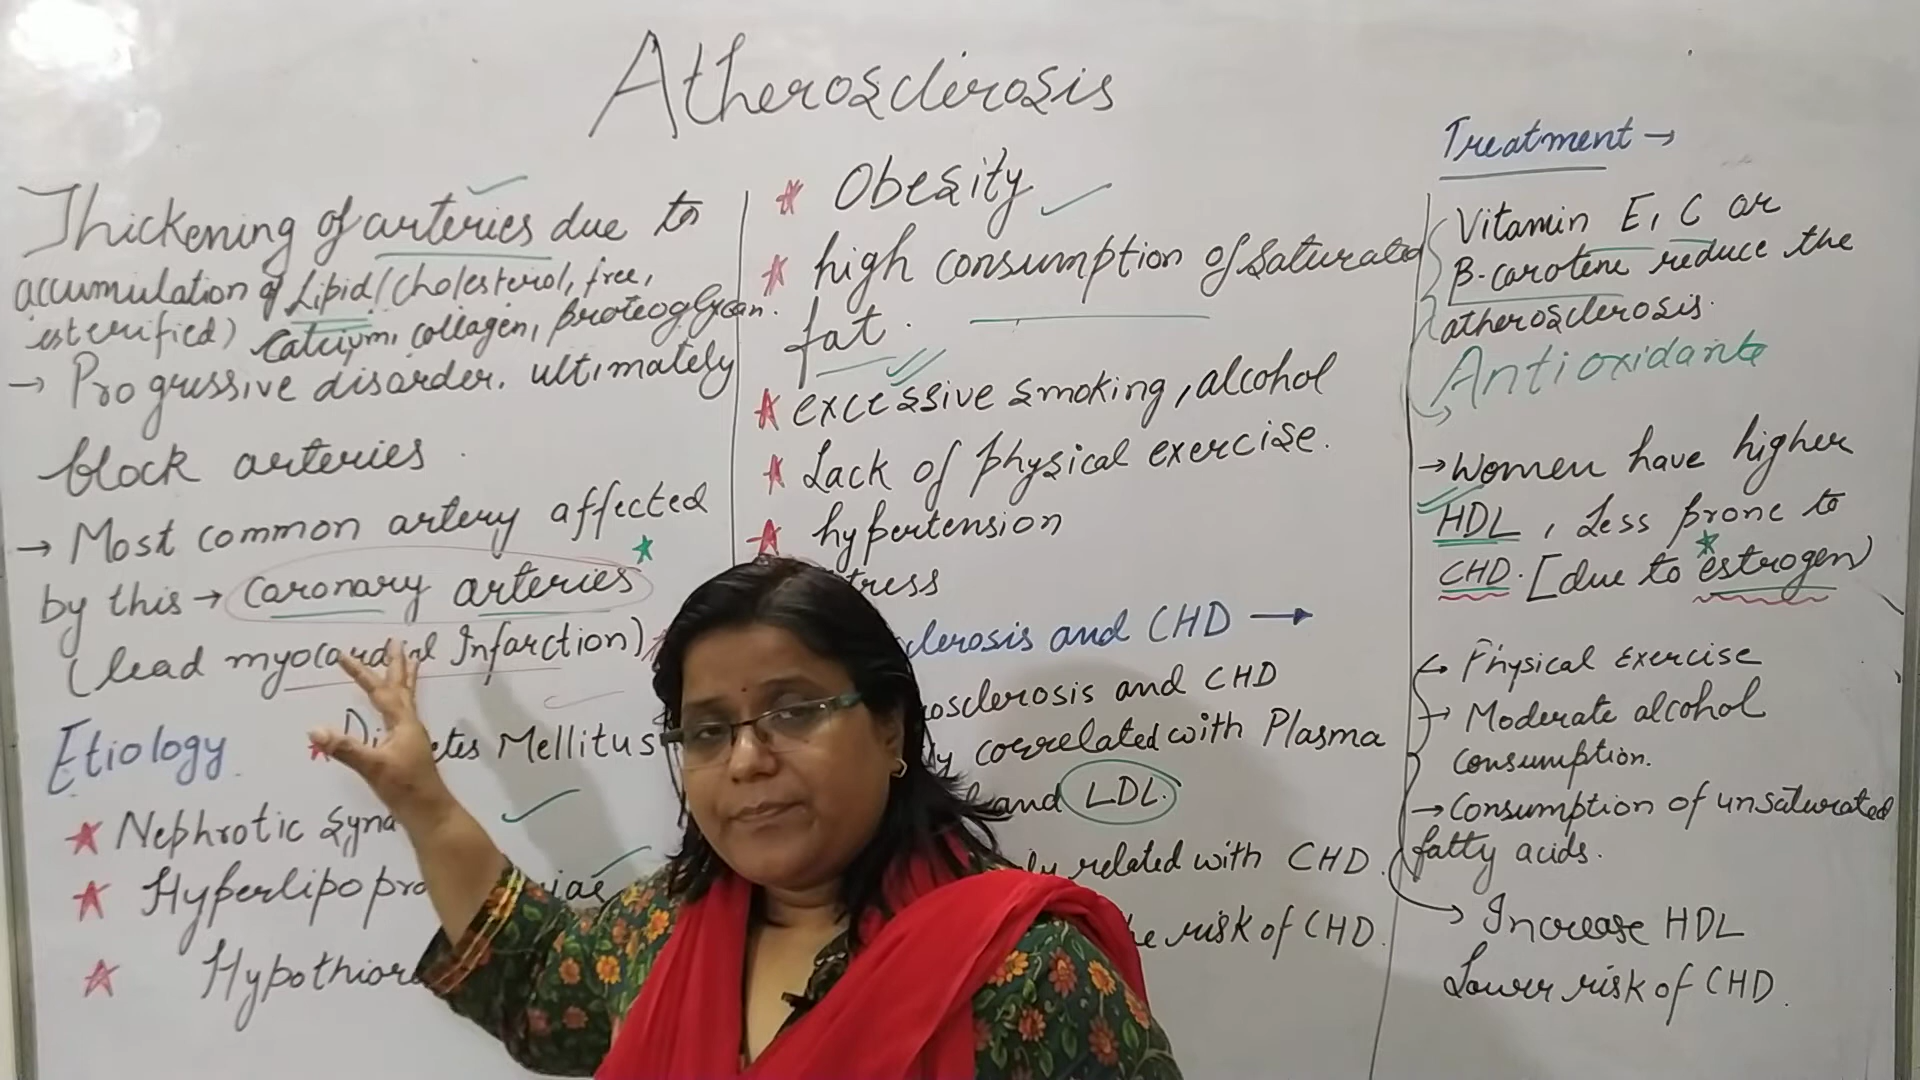 Atherosclerosis
Thickening of arteries due to
accumulation of Lipid (Cholesterol, free,
esterified) Calcium, collagen, proteoglycan.
→ Progressive disorder. ultimately
block arteries.
→ Most common artery affected
by this → Coronary arteries
(lead myocardial Infarction)
Etiology
Diabetes Mellitus
Nephrotic
Obesity
high consumption of Saturated
fat.
excessive smoking, alcohol
Lack of physical exercise.
hypertension
and CHD →
and CHD
correlated with Plasma
and LDL.
related with CHD.
risk of CHD.
Treatment →
Vitamin E, C or
β-carotene reduce the
atherosclerosis.
Antioxidants
→ Women have higher
HDL, Less prone to
CHD. [due to estrogen)
→ Physical Exercise
→ Moderate alcohol
consumption.
→ Consumption of unsaturated
fatty acids.
→ Increase HDL
Lower risk of CHD.